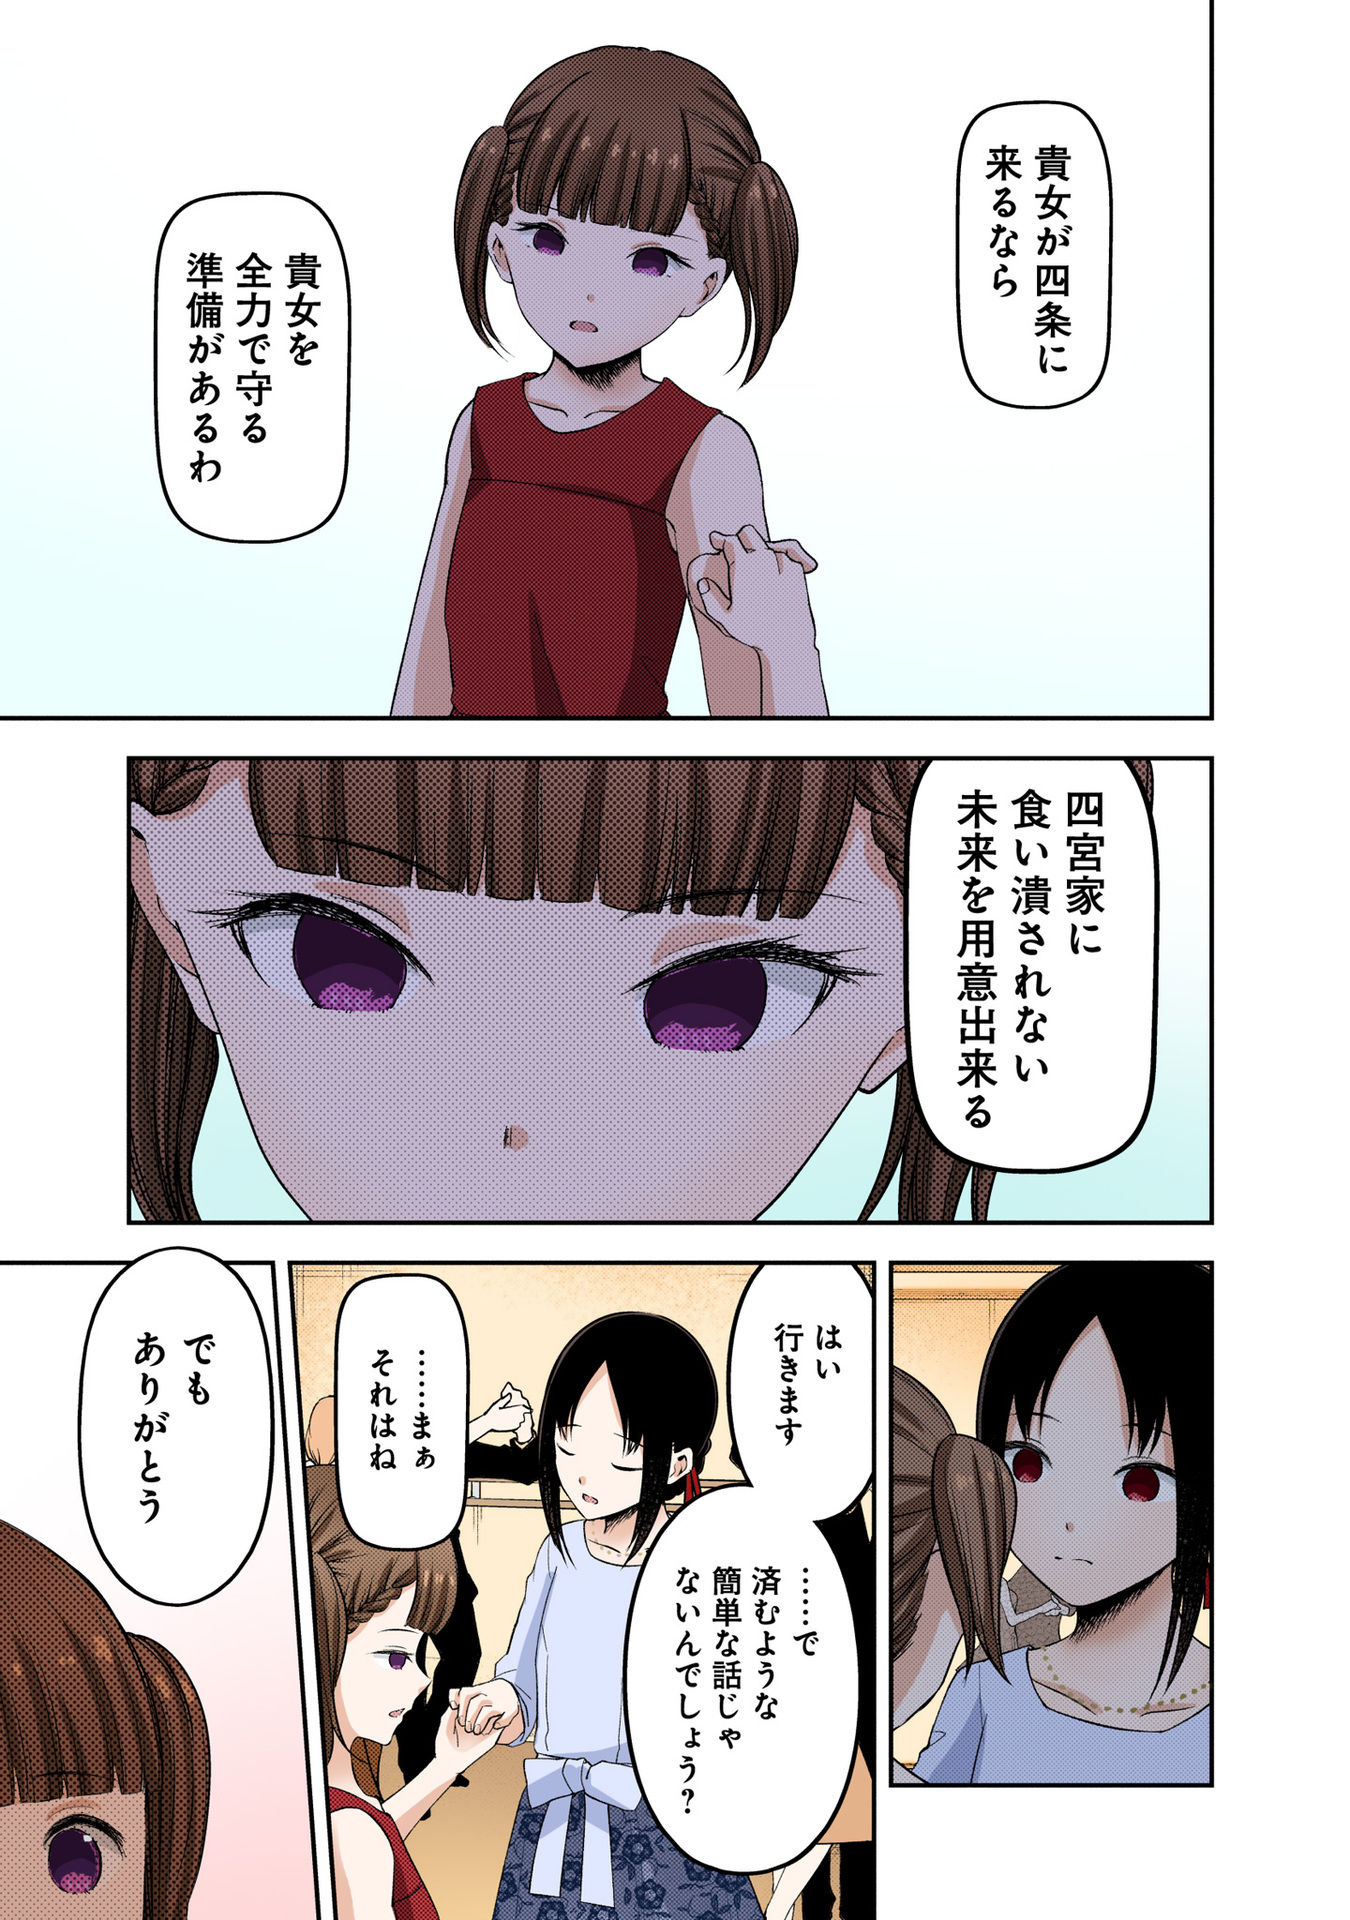 貴女が四条に
来るなら
貴女を
全力で守る
準備があるわ
四宮家に
食い潰されない
未来を用意出来る
はい
行きます
……で
済むような
簡単な話じゃ
ないんでしょう？
……まぁ
それはね
でも
ありがとう